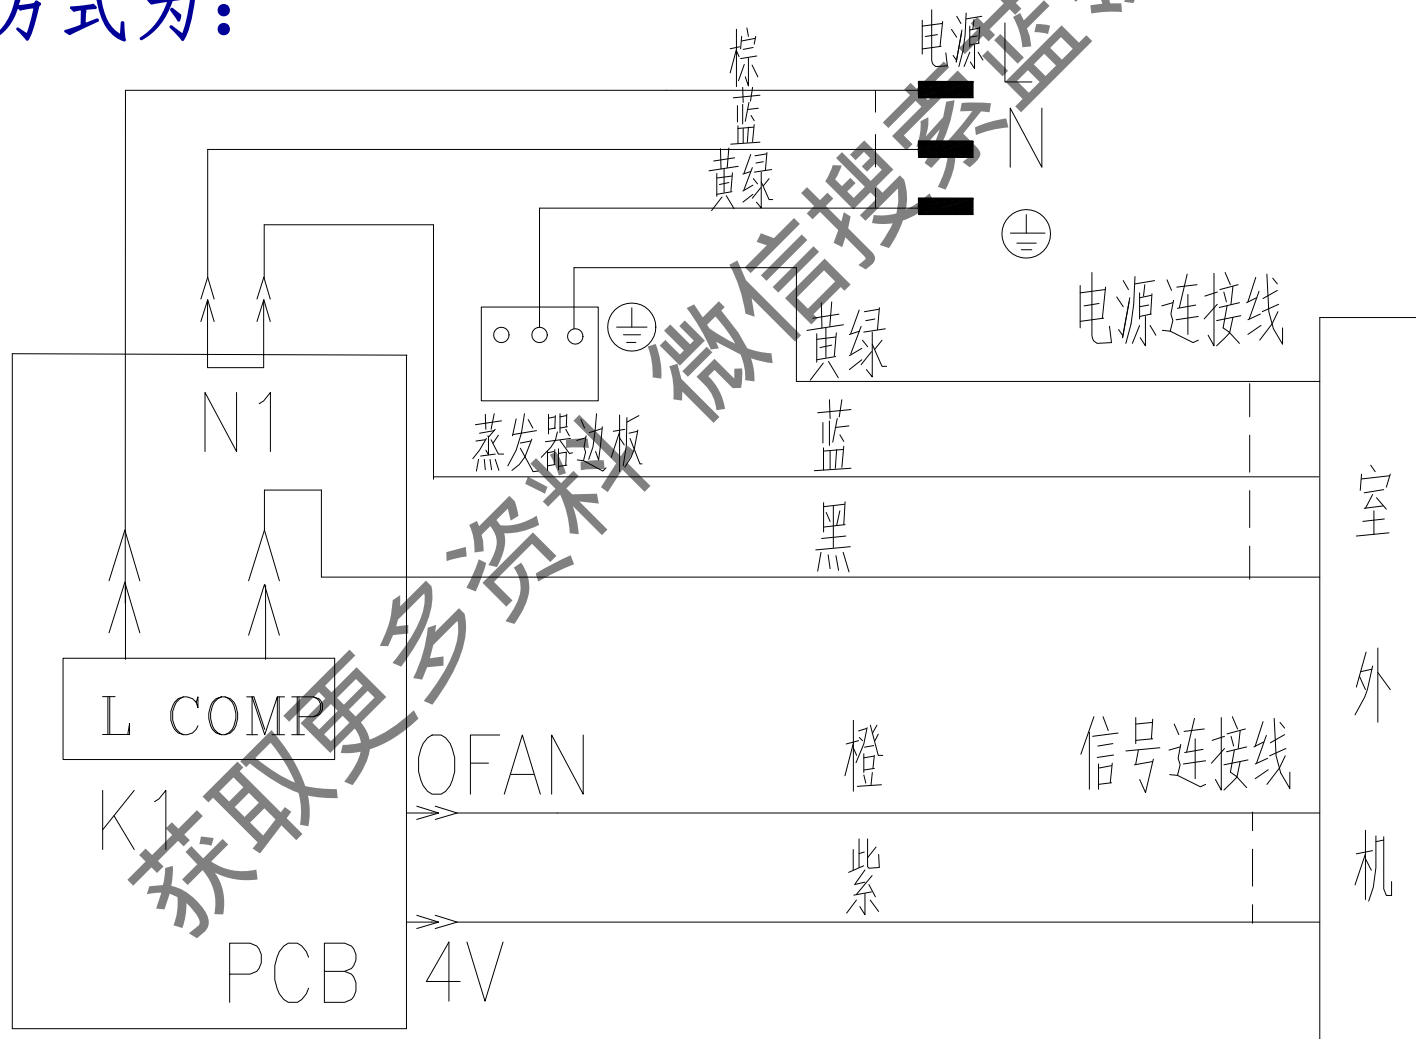 方式为：
电源 L
棕
蓝
N
黄绿
电源连接线
黄绿
N1
蒸发器边板
蓝
黑
室外机
L COMP
K1
OFAN
橙
信号连接线
紫
PCB
4V
获取更多资料 微信搜索蓝